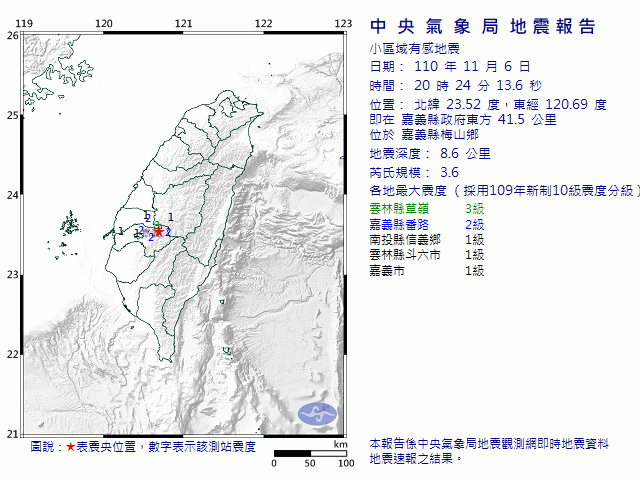 中央氣象局地震報告
小區域有感地震
日期： 110 年 11 月 6 日
時間： 20 時 24 分 13.6 秒
位置： 北緯 23.52 度，東經 120.69 度
即在 嘉義縣政府東方 41.5 公里
位於 嘉義縣梅山鄉
地震深度： 8.6 公里
芮氏規模： 3.6
各地最大震度（採用109年新制10級震度分級）
雲林縣草嶺 3級
嘉義縣番路 2級
南投縣信義鄉 1級
雲林縣斗六市 1級
嘉義市 1級
本報告係中央氣象局地震觀測網即時地震資料
地震速報之結果。
119 120 121 122 123
26
25
24
23
22
21
1 2 1
1 1 2 2 2
圖說：★表震央位置，數字表示該測站震度
km
0 50 100